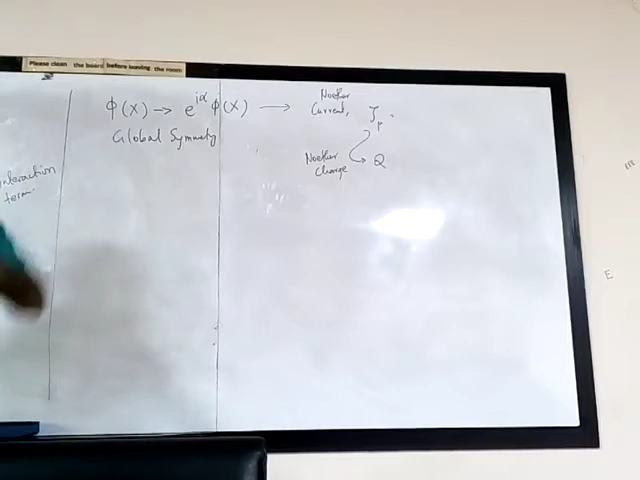 Please clean the board before leaving the room
interaction
term.
ϕ(x) → e^{iα} ϕ(x) ⟶ Noether Current, J_μ.
Global Symmetry
Noether
charge
Q
E